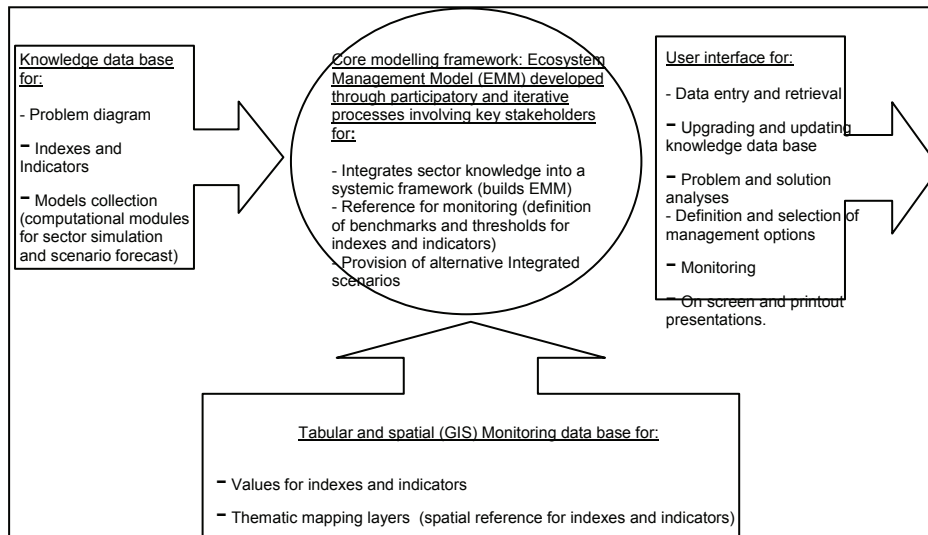 Knowledge data base
for:
- Problem diagram
- Indexes and
Indicators
- Models collection
(computational modules
for sector simulation
and scenario forecast)
Core modelling framework: Ecosystem
Management Model (EMM) developed
through participatory and iterative
processes involving key stakeholders
for:
- Integrates sector knowledge into a
systemic framework (builds EMM)
- Reference for monitoring (definition
of benchmarks and thresholds for
indexes and indicators)
- Provision of alternative Integrated
scenarios
User interface for:
- Data entry and retrieval
- Upgrading and updating
knowledge data base
- Problem and solution
analyses
- Definition and selection of
management options
- Monitoring
- On screen and printout
presentations.
Tabular and spatial (GIS) Monitoring data base for:
- Values for indexes and indicators
- Thematic mapping layers (spatial reference for indexes and indicators)